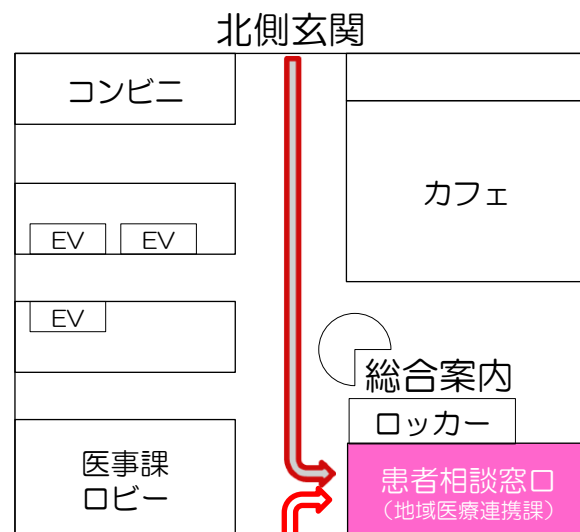 北側玄関
コンビニ
カフェ
EV EV
EV
総合案内
ロッカー
医事課
ロビー
患者相談窓口
(地域医療連携課)